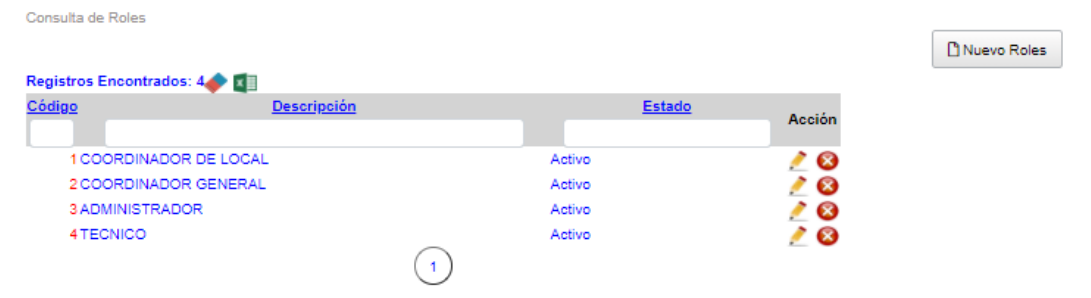 Consulta de Roles
Nuevo Roles
Registros Encontrados: 4
Código Descripción Estado Acción
1 COORDINADOR DE LOCAL Activo
2 COORDINADOR GENERAL Activo
3 ADMINISTRADOR Activo
4 TECNICO Activo
1